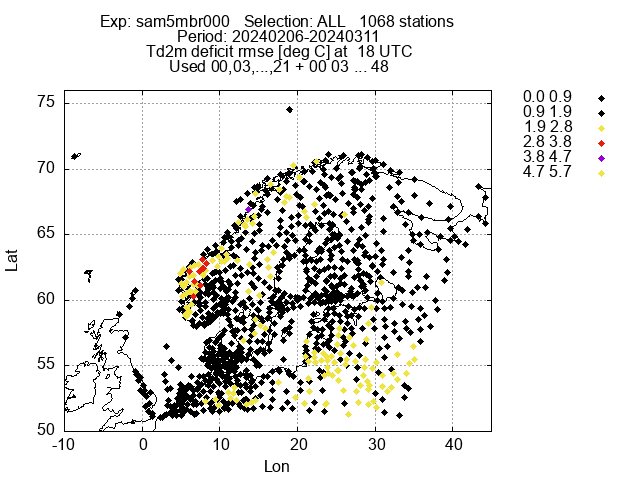 Exp: sam5mbr000   Selection: ALL   1068 stations
Period: 20240206-20240311
Td2m deficit rmse [deg C] at  18 UTC
Used 00,03,...,21 + 00 03 ... 48
0.0 0.9
0.9 1.9
1.9 2.8
2.8 3.8
3.8 4.7
4.7 5.7
75
70
65
60
55
50
Lat
-10 0 10 20 30 40
Lon